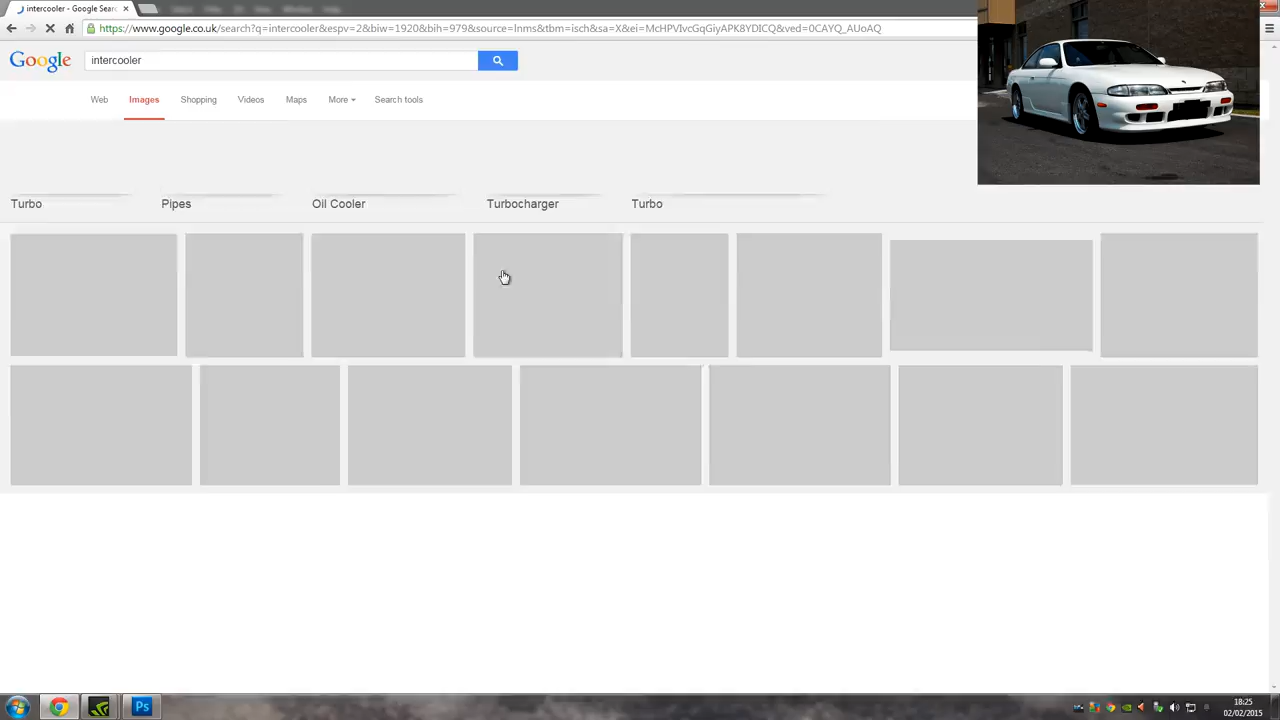 intercooler - Google Sear
https://www.google.co.uk/search?q=intercooler&espv=2&biw=1920&bih=979&source=lnms&tbm=isch&sa=X&ei=McHPVIvcGqGiyAPK8YDICQ&ved=0CAYQ_AUoAQ
Google
intercooler
Web Images Shopping Videos Maps More Search tools
Turbo Pipes Oil Cooler Turbocharger Turbo
Ps
18:25
02/02/2015